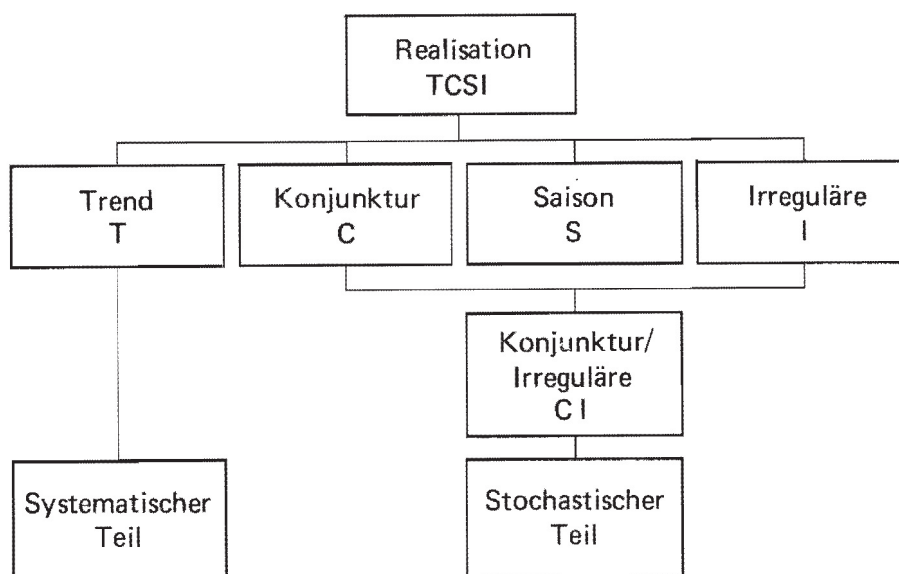 Realisation
TCSI
Trend
T
Konjunktur
C
Saison
S
Irreguläre
I
Konjunktur/
Irreguläre
C I
Systematischer
Teil
Stochastischer
Teil